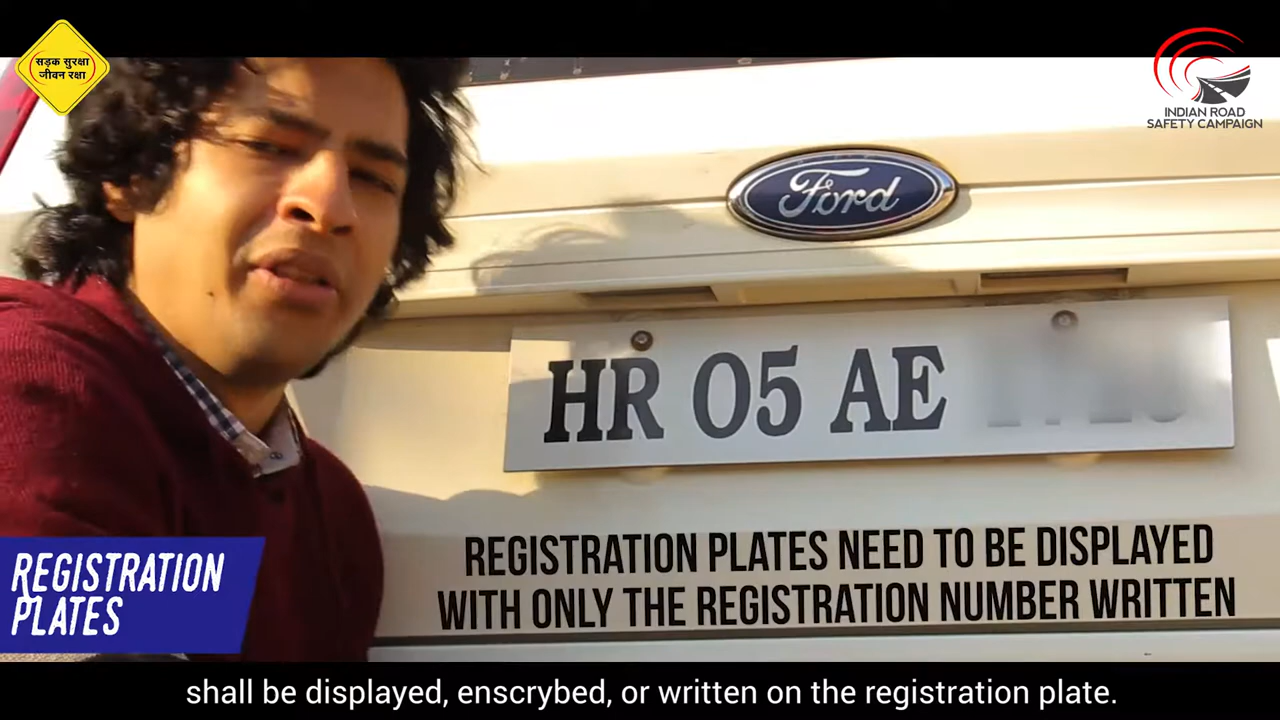 सड़क सुरक्षा
जीवन रक्षा
INDIAN ROAD
SAFETY CAMPAIGN
Ford
HR 05 AE
REGISTRATION PLATES NEED TO BE DISPLAYED
WITH ONLY THE REGISTRATION NUMBER WRITTEN
REGISTRATION
PLATES
shall be displayed, enscrybed, or written on the registration plate.